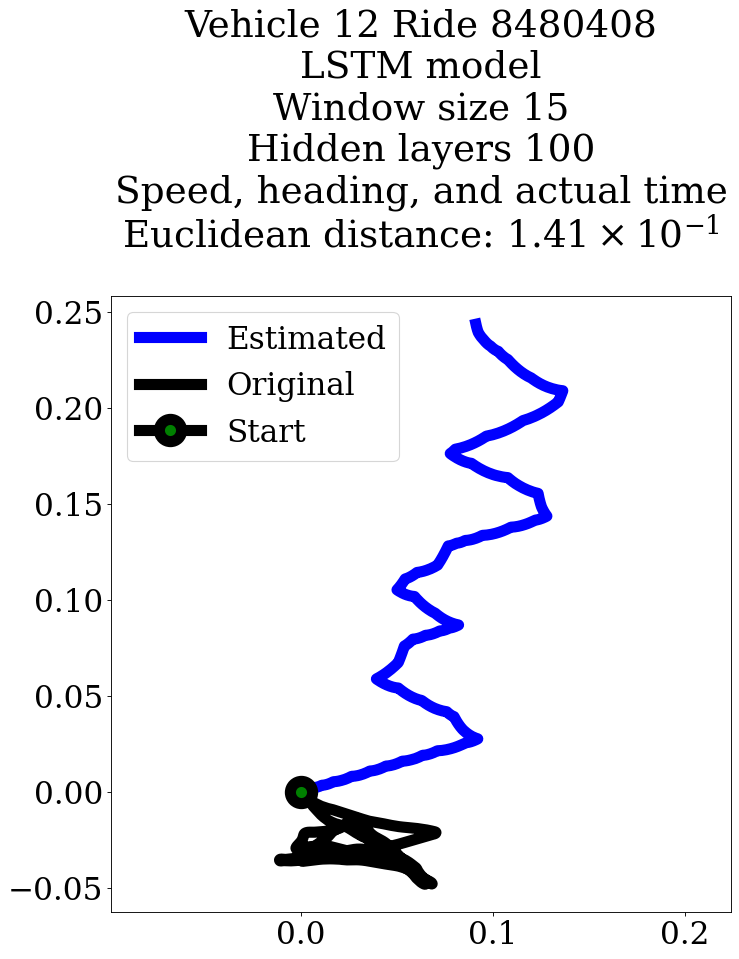 Vehicle 12 Ride 8480408
LSTM model
Window size 15
Hidden layers 100
Speed, heading, and actual time
Euclidean distance: 1.41 × 10⁻¹
0.25
0.20
0.15
0.10
0.05
0.00
−0.05
Estimated
Original
Start
0.0 0.1 0.2